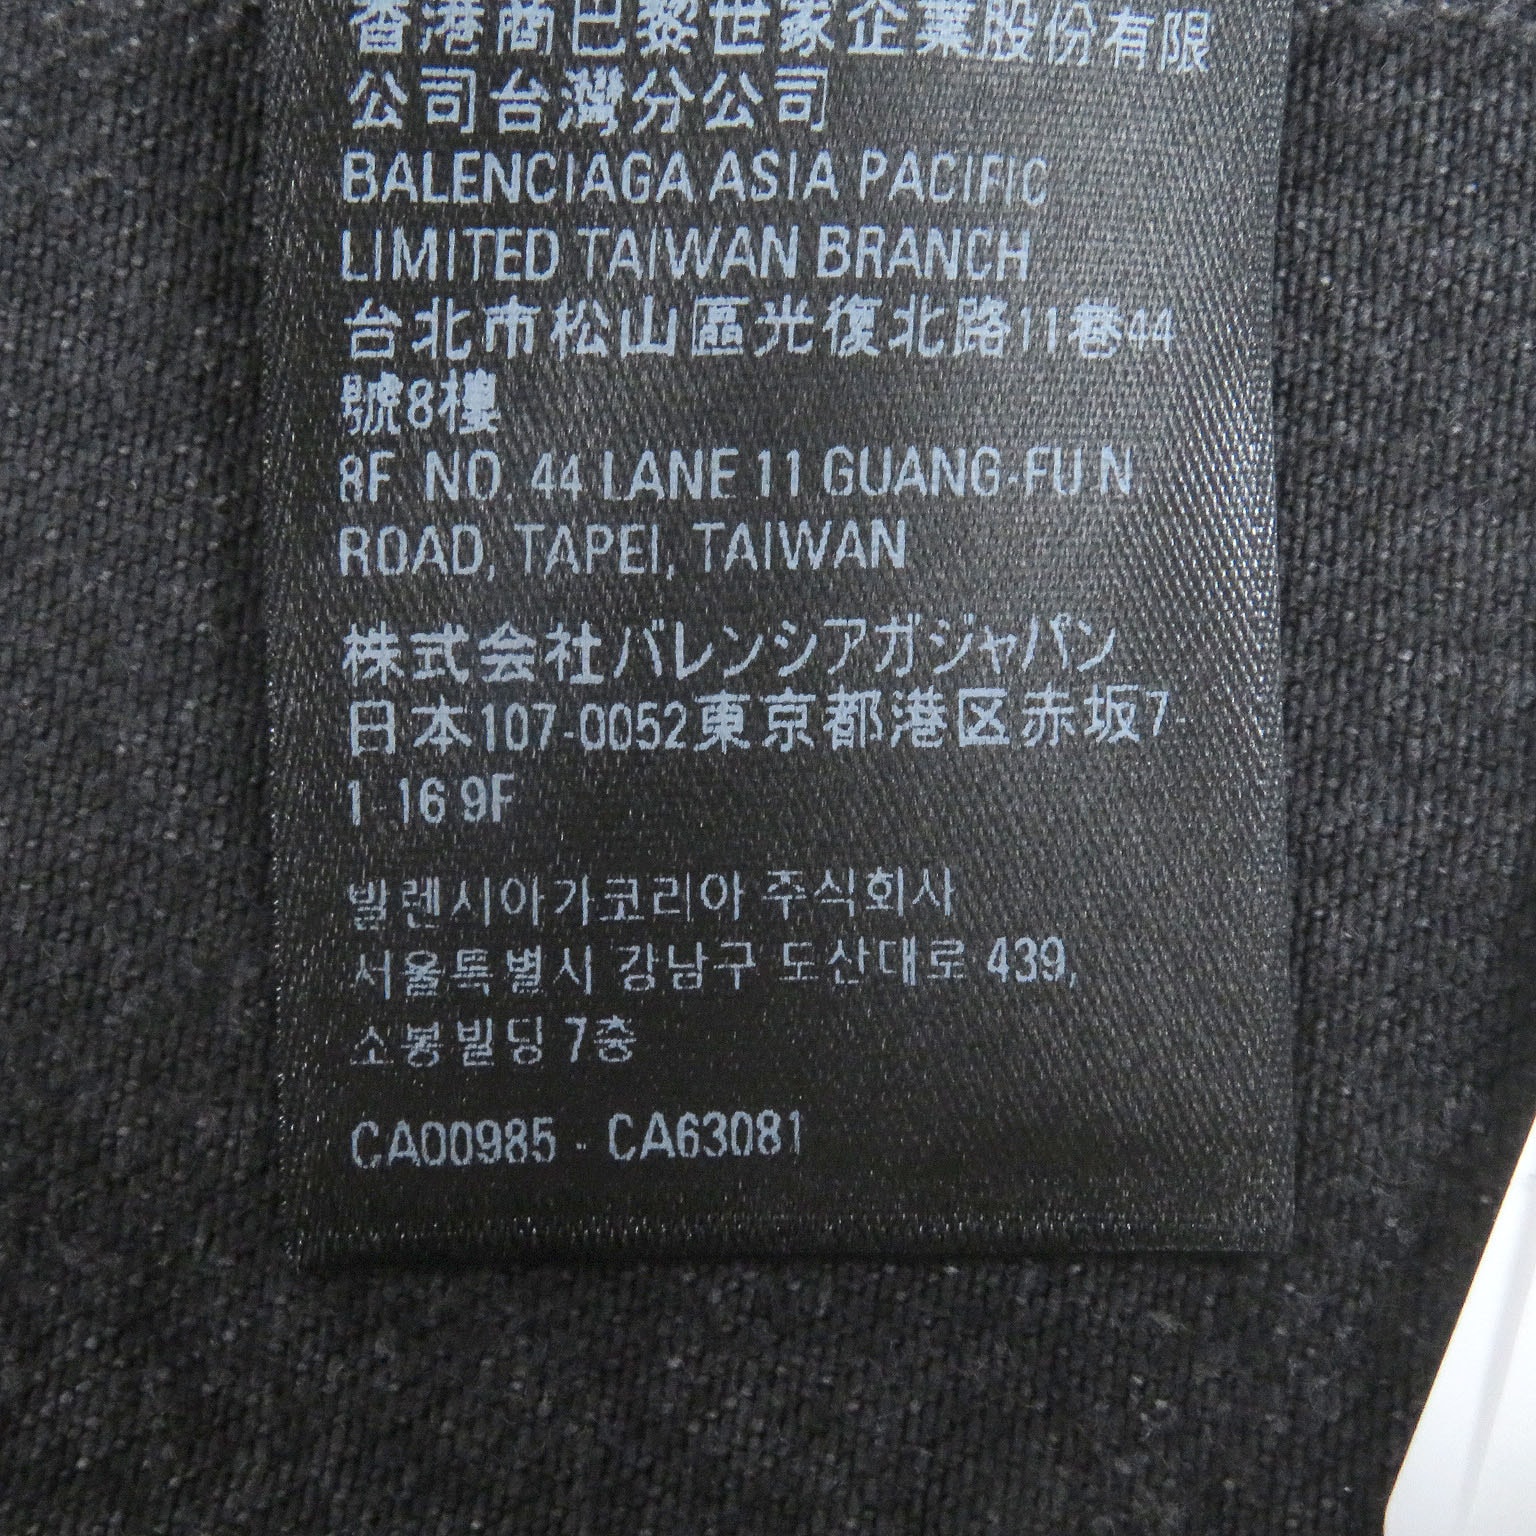 香港商巴黎世家企業股份有限
公司台灣分公司
BALENCIAGA ASIA PACIFIC
LIMITED TAIWAN BRANCH
台北市松山區光復北路11巷44
號8樓
8F NO. 44 LANE 11 GUANG-FU N
ROAD, TAPEI, TAIWAN
株式会社バレンシアガジャパン
日本107-0052東京都港区赤坂7-
1-16 9F
발렌시아가코리아 주식회사
서울특별시 강남구 도산대로 439,
소봉빌딩 7층
CA00985 - CA63081